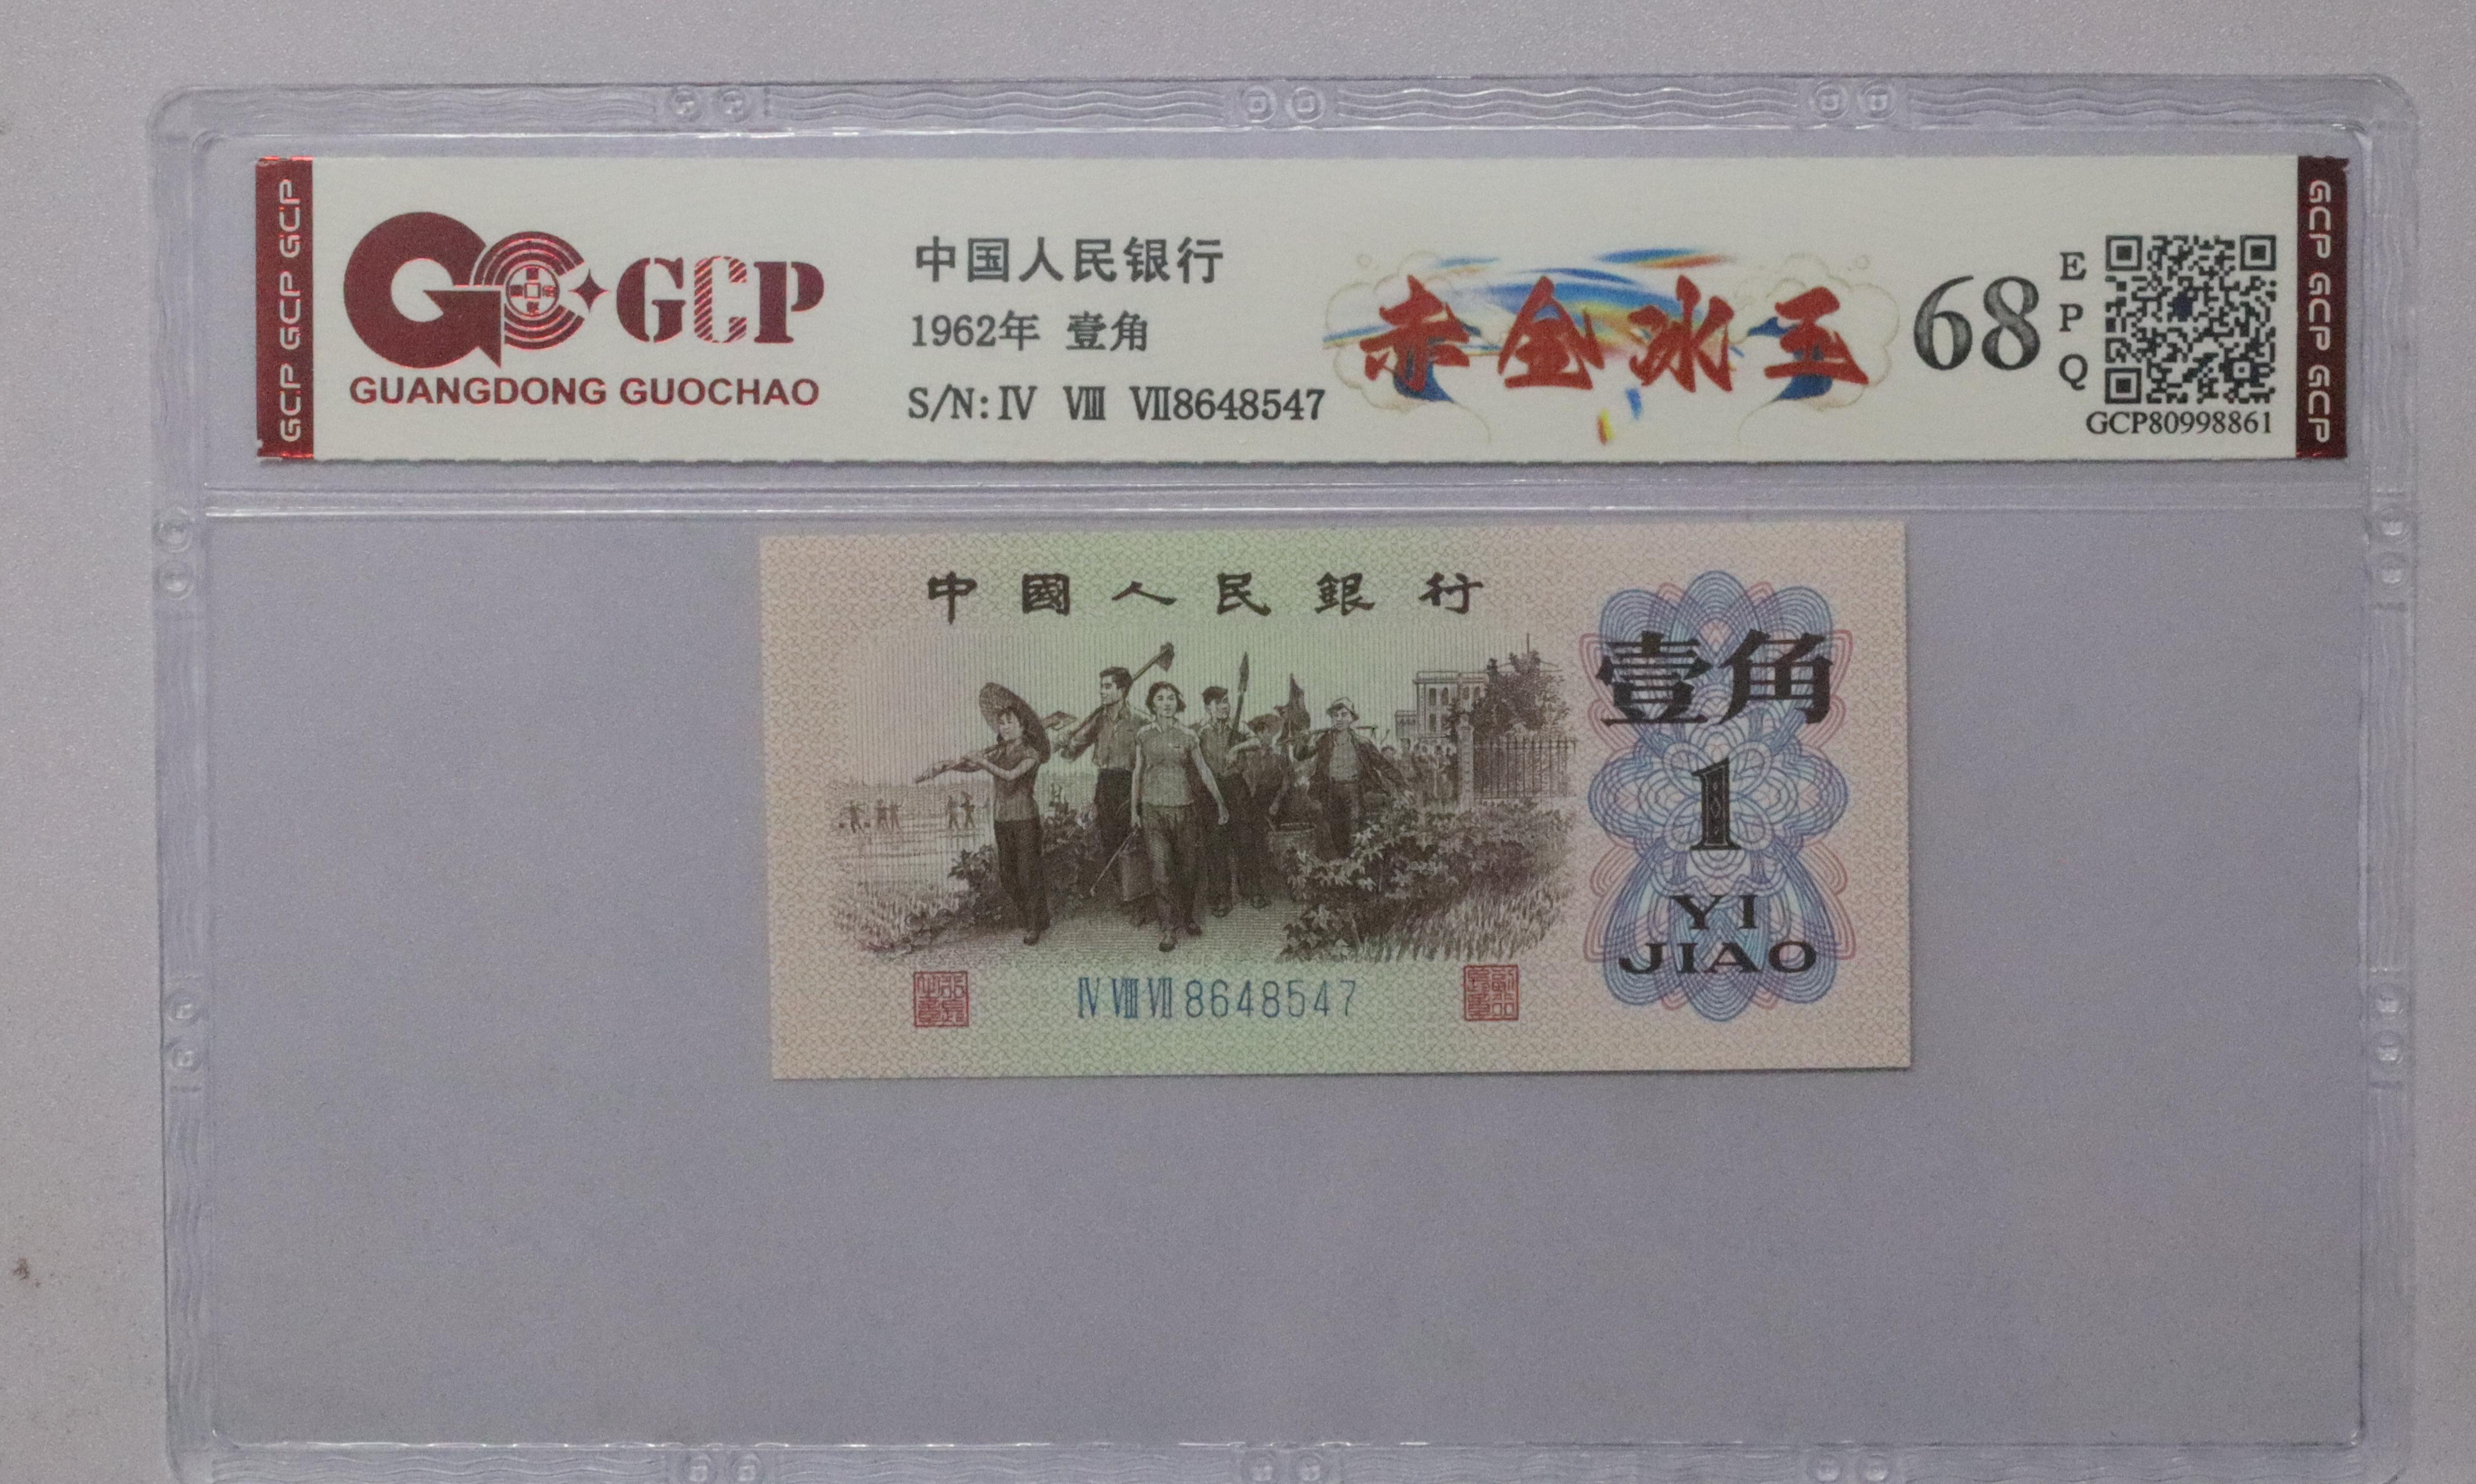 GCP GCP GCP
GCP
GUANGDONG GUOCHAO
中国人民银行
1962年 壹角
S/N: IV VIII VII8648547
赤金冰玉
68
EPQ
GCP80998861
GCP GCP GCP
中國人民銀行
壹角
1
YI
JIAO
IV VIII VII 8648547